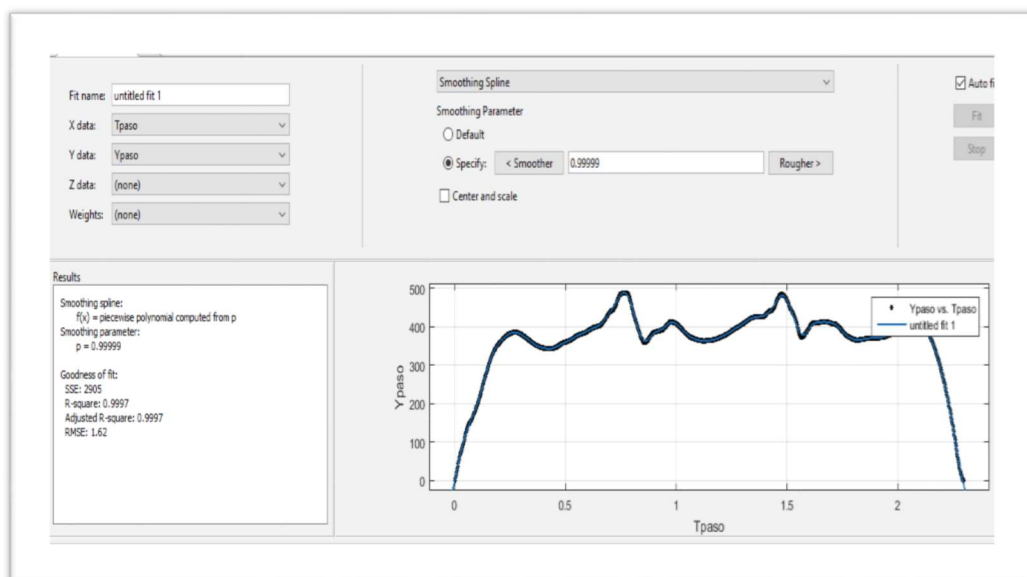 Fit name: untitled fit 1
X data: Tpaso
Y data: Ypaso
Z data: (none)
Weights: (none)
Smoothing Spline
Smoothing Parameter
Default
Specify: < Smoother 0.99999 Rougher >
Center and scale
Auto fi
Fit
Stop
Results
Smoothing spline:
f(x) = piecewise polynomial computed from p
Smoothing parameter:
p = 0.99999
Goodness of fit:
SSE: 2905
R-square: 0.9997
Adjusted R-square: 0.9997
RMSE: 1.62
Ypaso
500
400
300
200
100
0
Ypaso vs. Tpaso
untitled fit 1
0 0.5 1 1.5 2
Tpaso